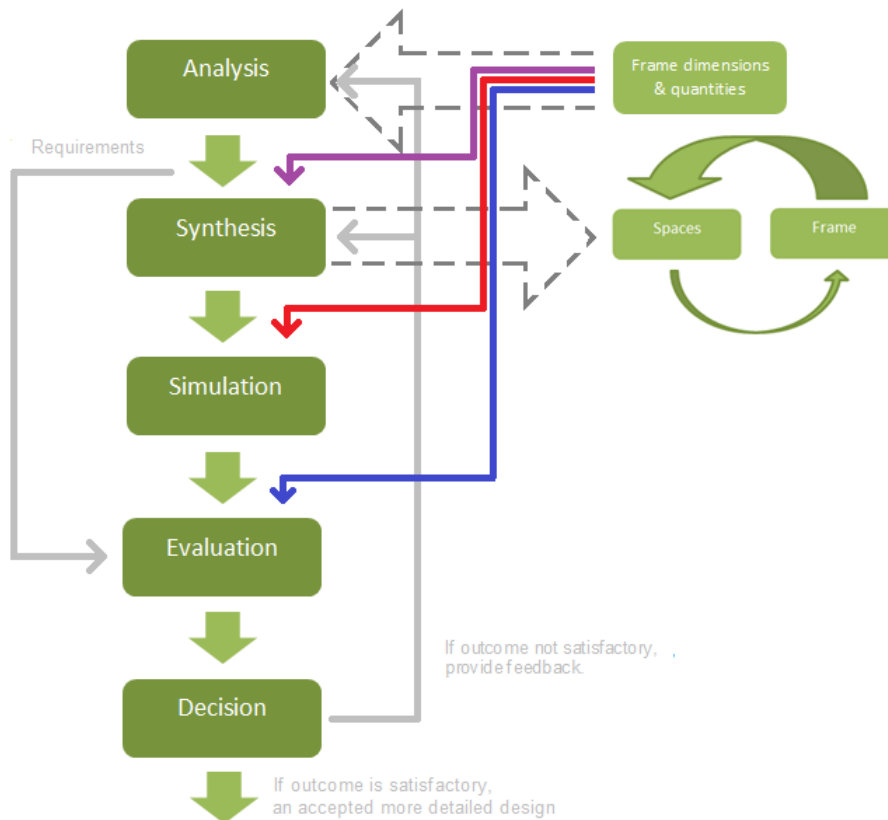 Analysis
Frame dimensions
& quantities
Requirements
Synthesis
Spaces
Frame
Simulation
Evaluation
If outcome not satisfactory,
provide feedback.
Decision
If outcome is satisfactory,
an accepted more detailed design